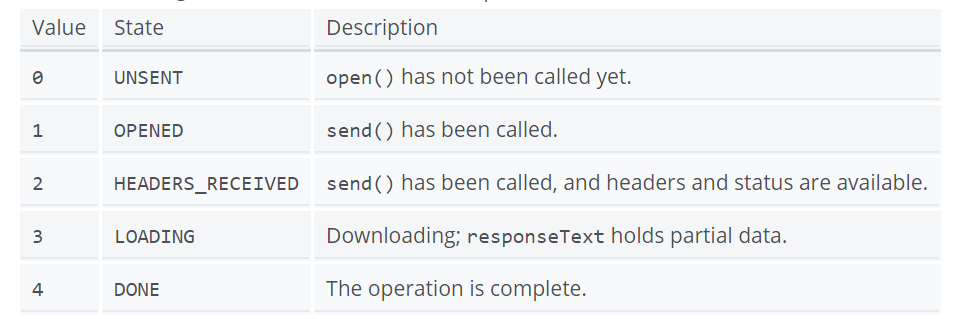 Value State Description
0 UNSENT open() has not been called yet.
1 OPENED send() has been called.
2 HEADERS_RECEIVED send() has been called, and headers and status are available.
3 LOADING Downloading; responseText holds partial data.
4 DONE The operation is complete.